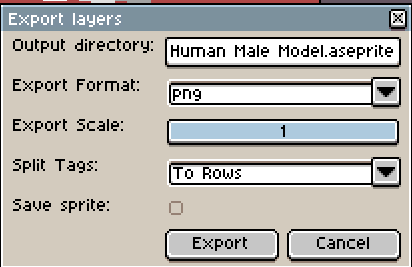 Export layers
Output directory: Human Male Model.aseprite
Export Format: png
Export Scale: 1
Split Tags: To Rows
Save sprite:
Export Cancel